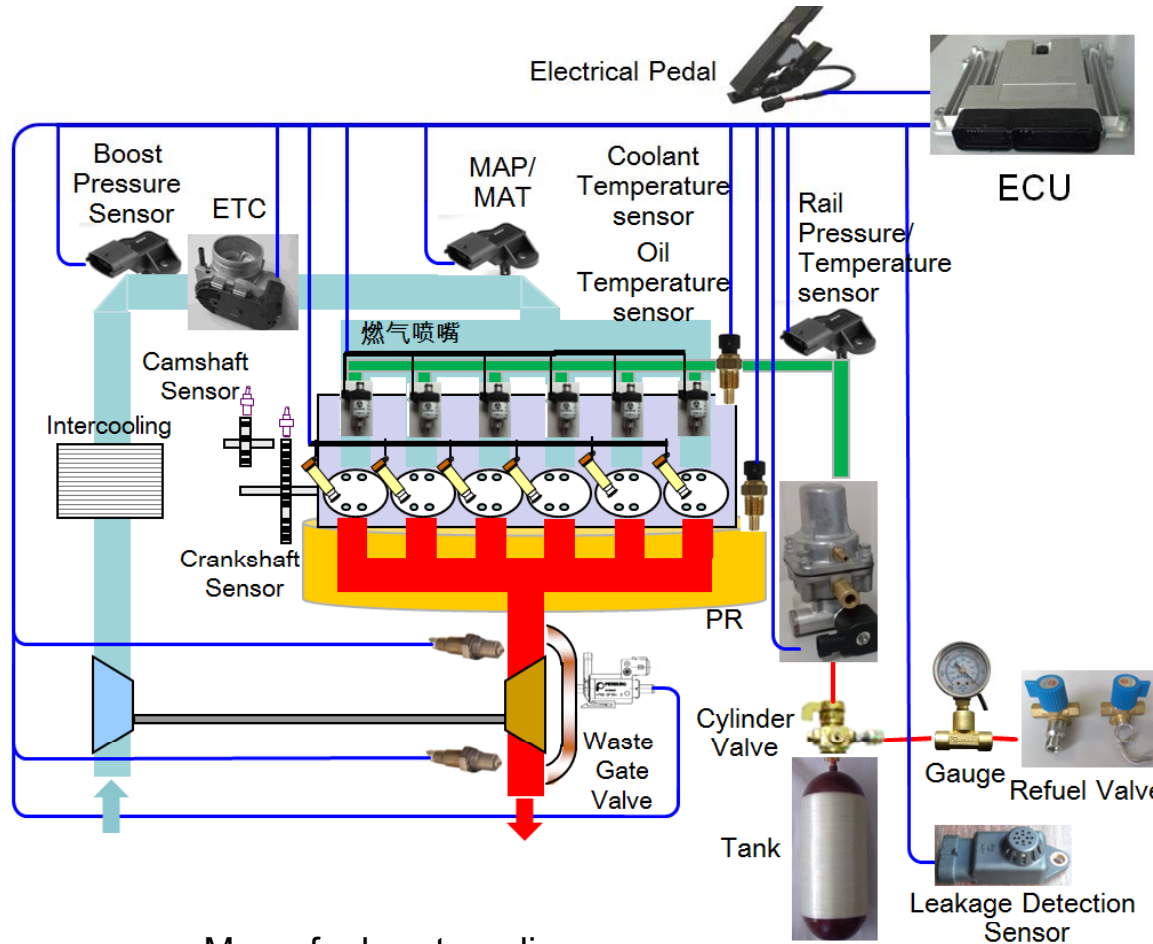 Electrical Pedal
ECU
Boost
Pressure
Sensor
ETC
MAP/
MAT
Coolant
Temperature
sensor
Oil
Temperature
sensor
Rail
Pressure/
Temperature
sensor
燃气喷嘴
Camshaft
Sensor
Intercooling
Crankshaft
Sensor
PR
Waste
Gate
Valve
Cylinder
Valve
Gauge
Refuel Valve
Tank
Leakage Detection
Sensor